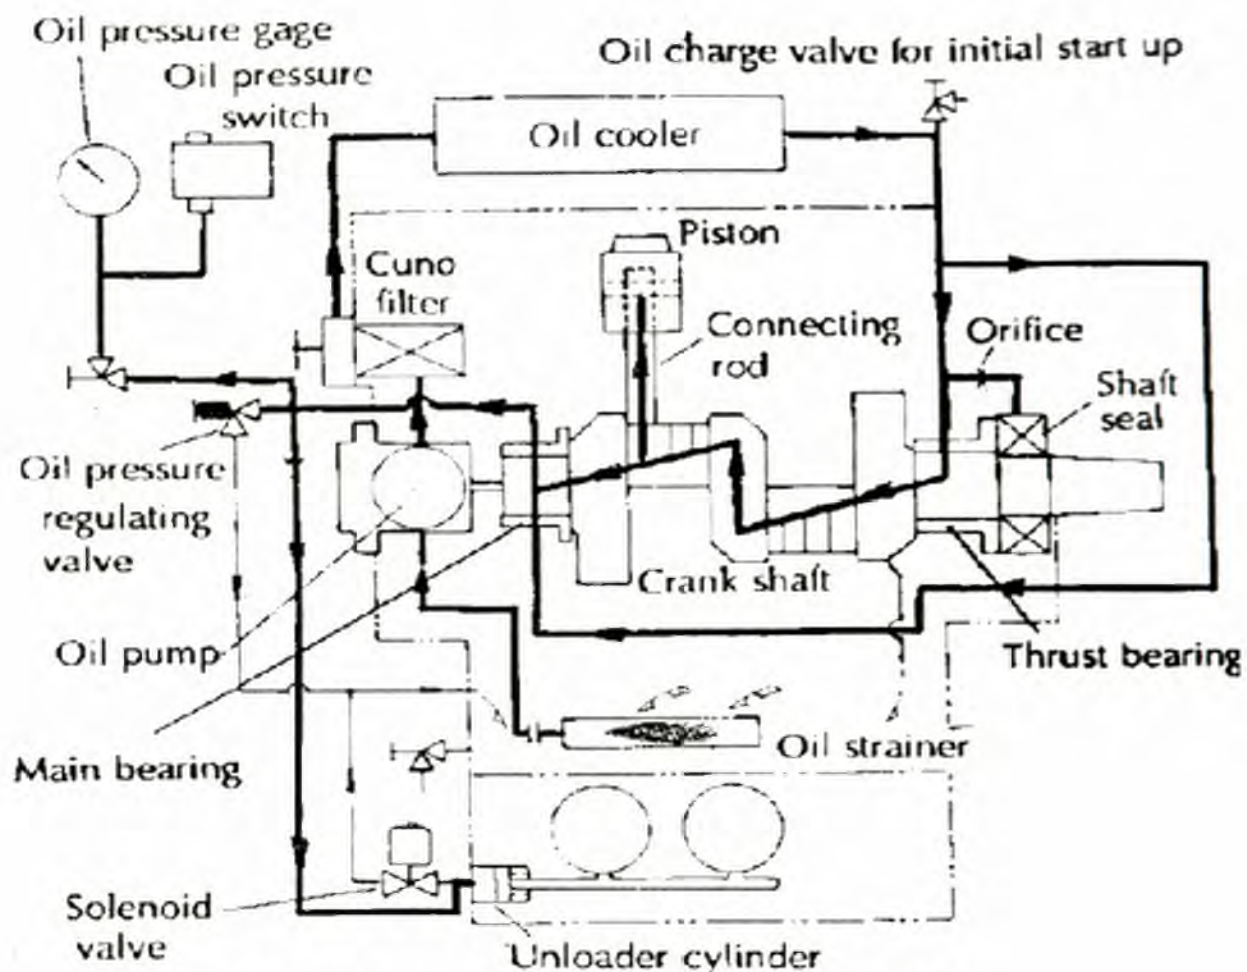 Oil pressure gage
Oil charge valve for initial start up
Oil pressure
switch
Oil cooler
Piston
Cuno
filter
Connecting
rod
Orifice
Shaft
seal
Oil pressure
regulating
valve
Crank shaft
Oil pump
Thrust bearing
Main bearing
Oil strainer
Solenoid
valve
Unloader cylinder